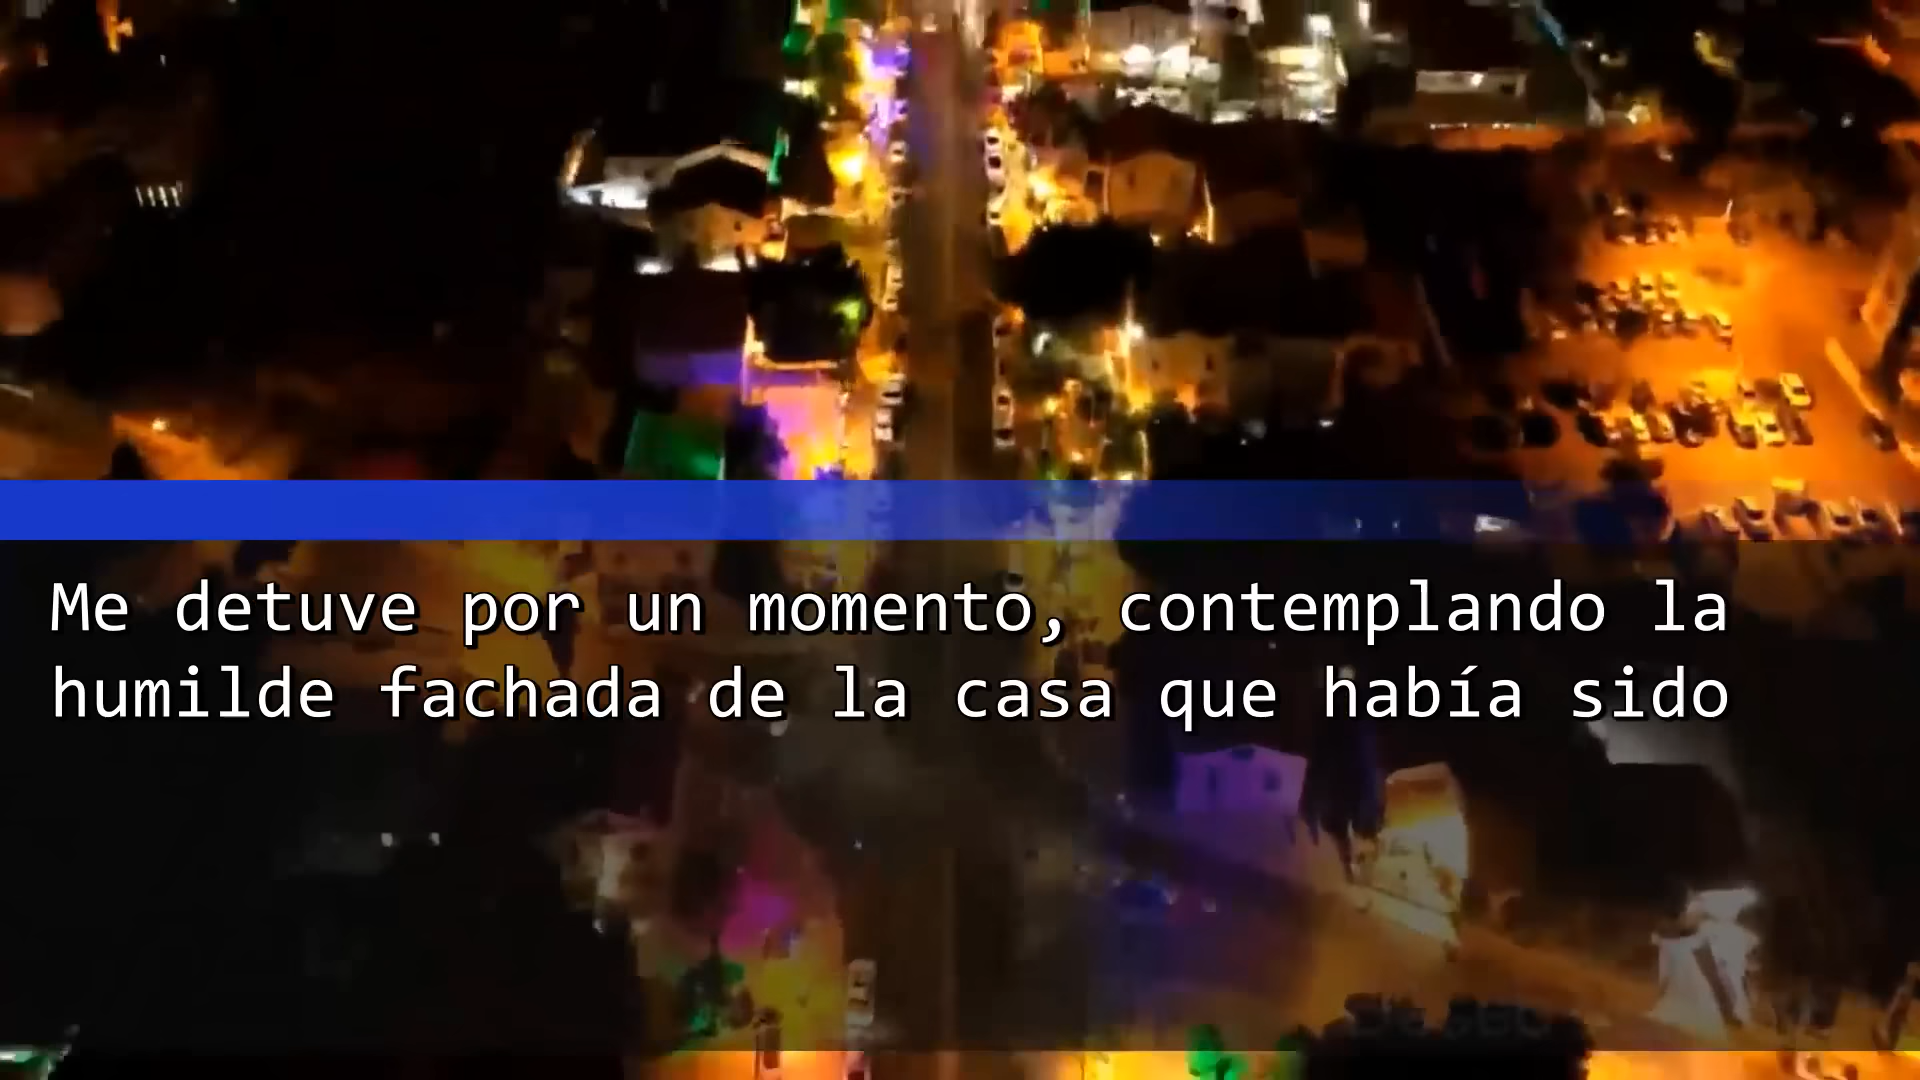 Me detuve por un momento, contemplando la
humilde fachada de la casa que había sido